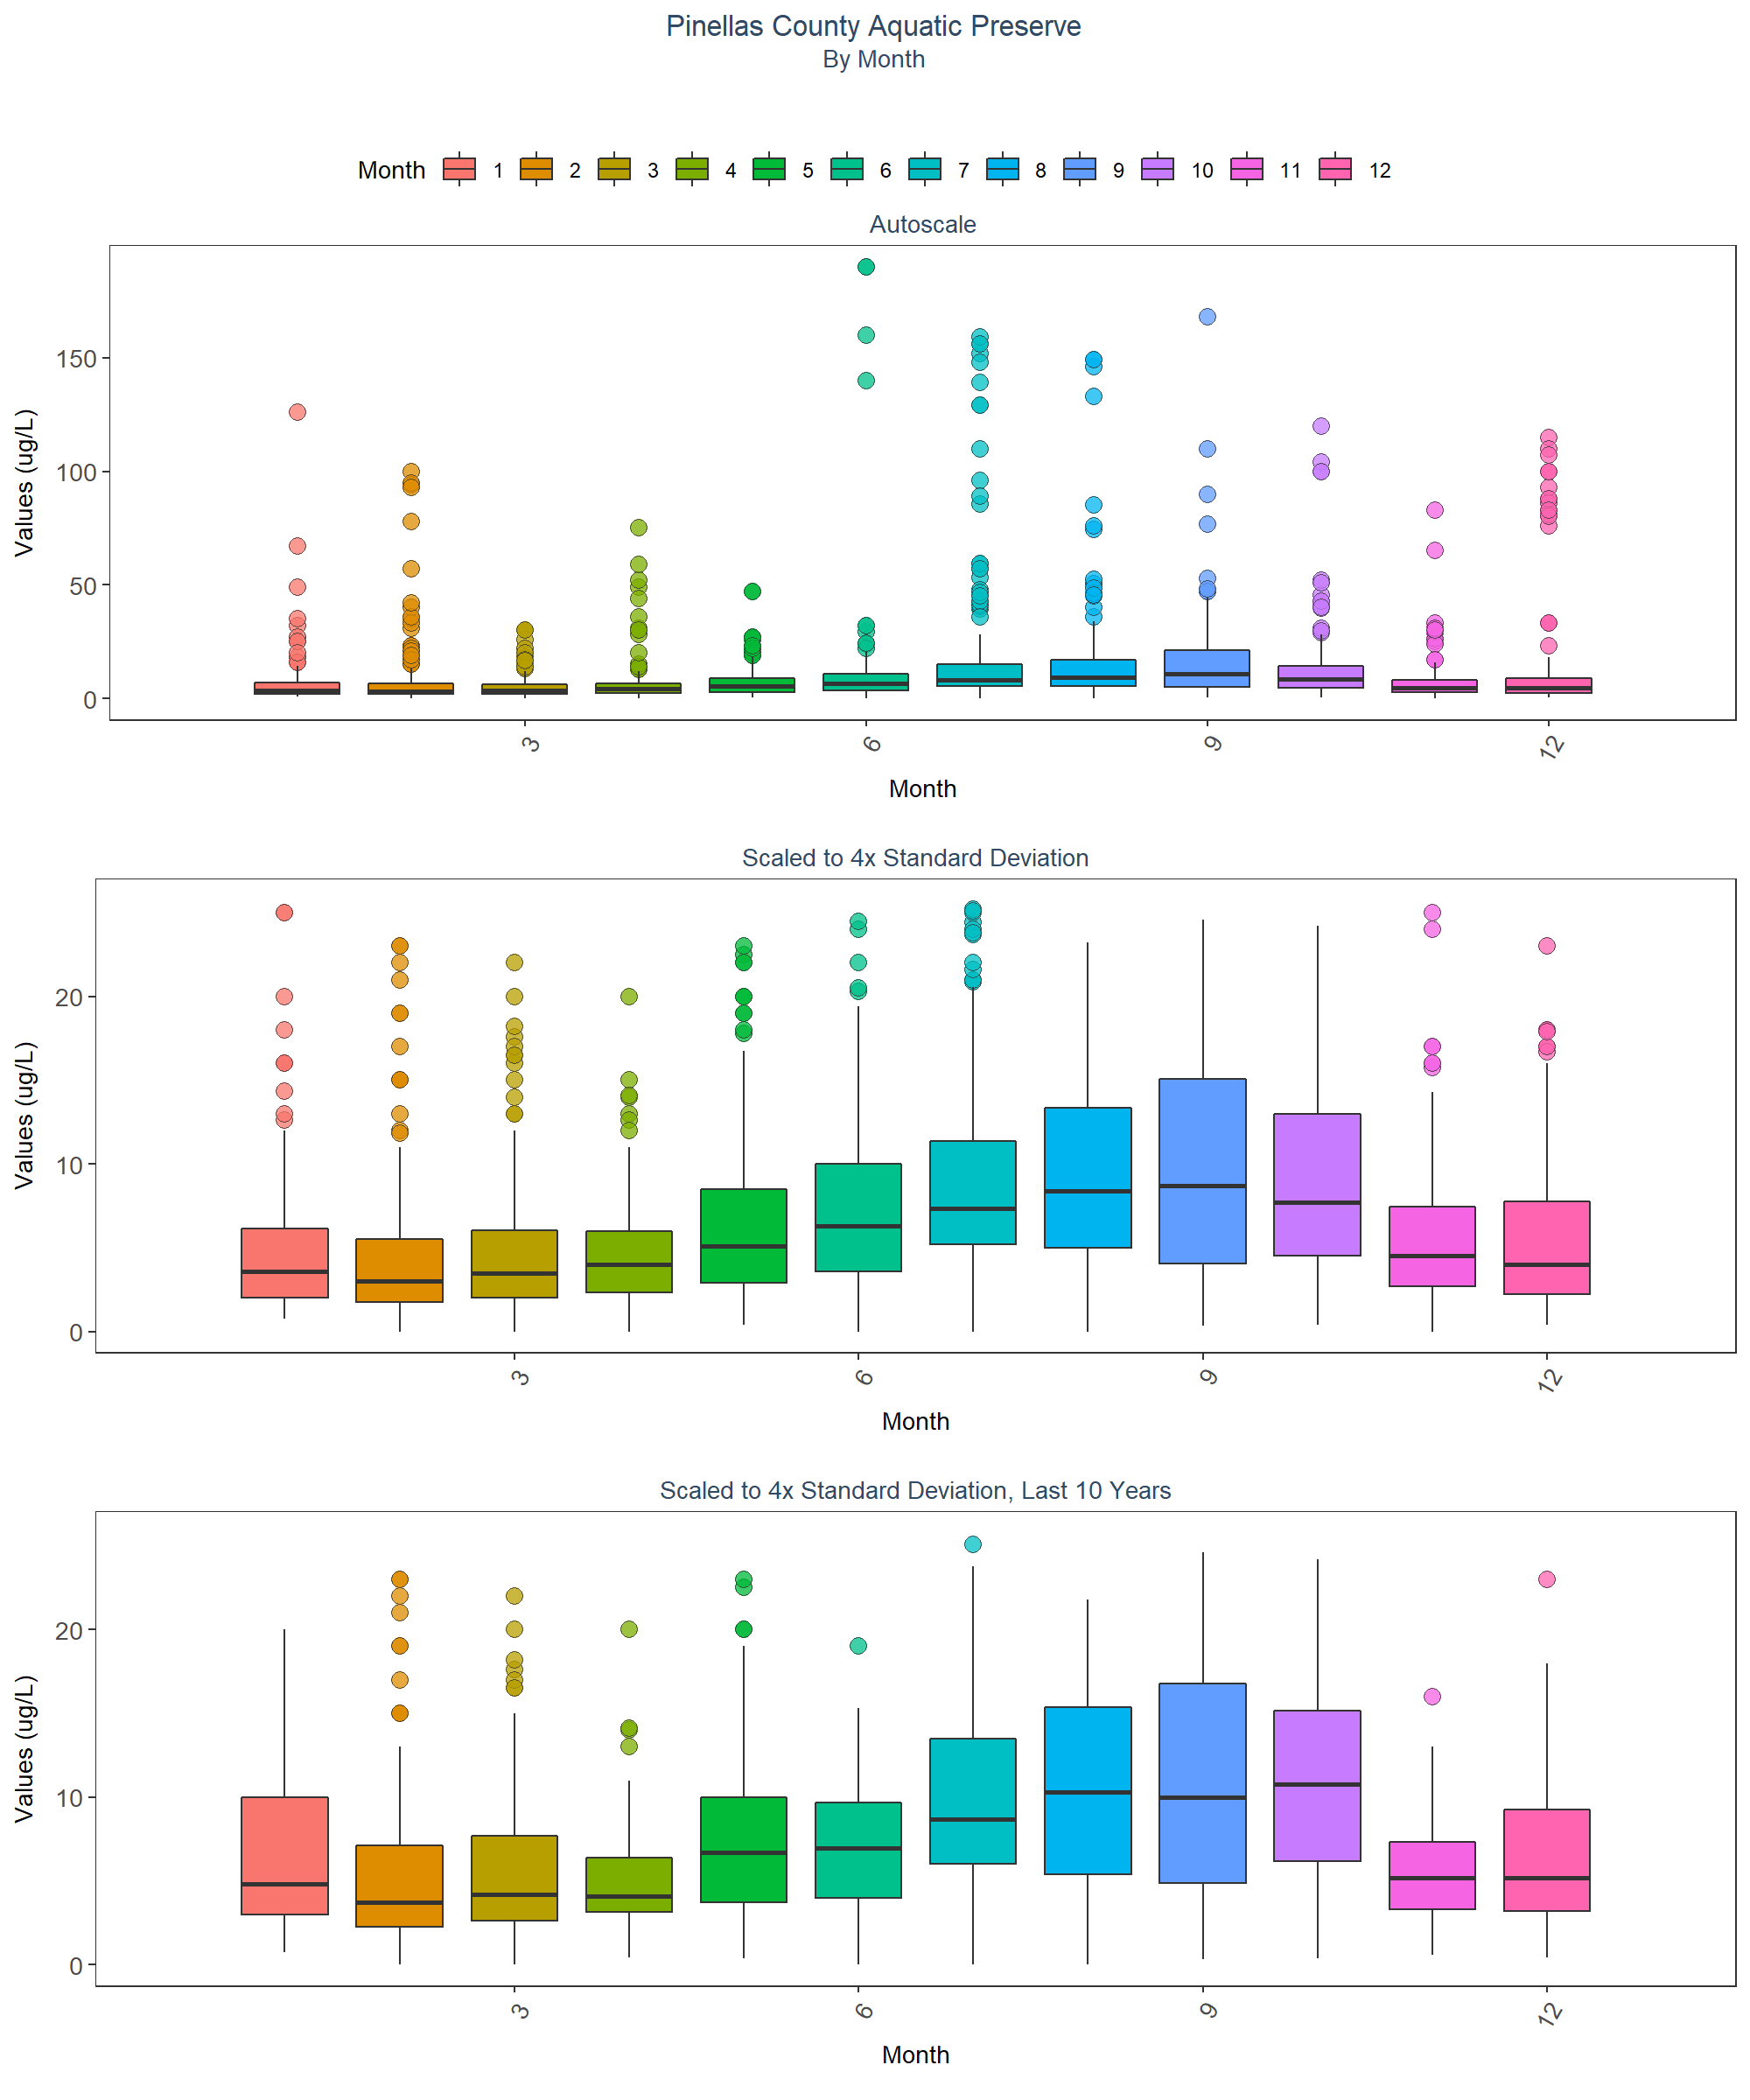 Pinellas County Aquatic Preserve
By Month
Month 1 2 3 4 5 6 7 8 9 10 11 12
Autoscale
Values (ug/L)
150
100
50
0
3 6 9 12
Month
Scaled to 4x Standard Deviation
Values (ug/L)
20
10
0
3 6 9 12
Month
Scaled to 4x Standard Deviation, Last 10 Years
Values (ug/L)
20
10
0
3 6 9 12
Month